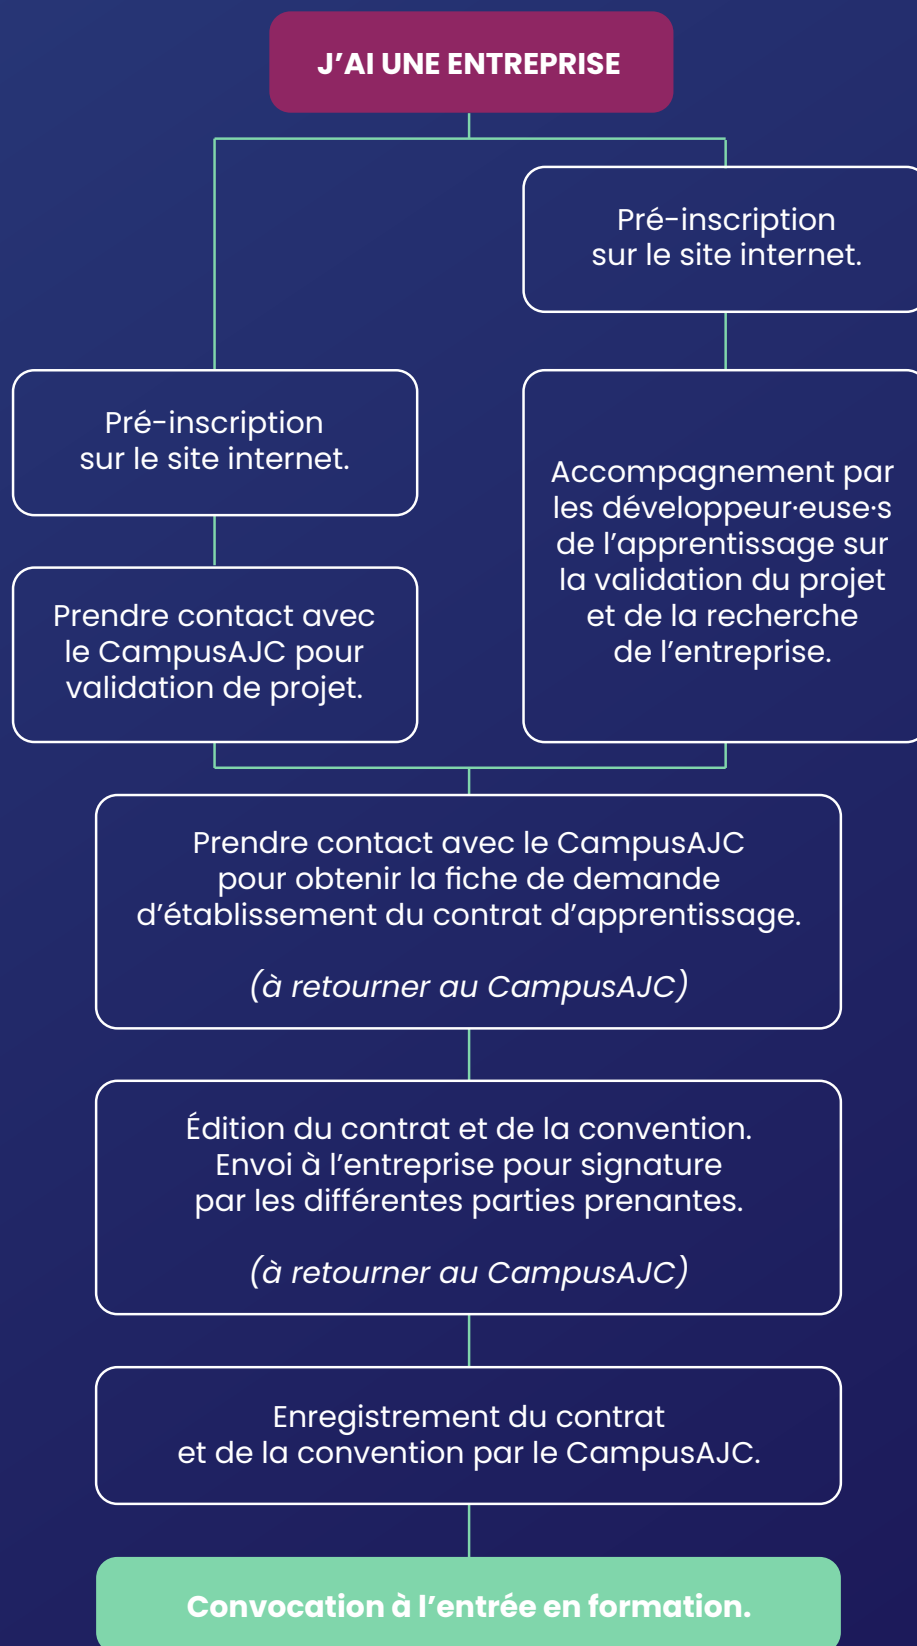 J’AI UNE ENTREPRISE
Pré-inscription
sur le site internet.
Pré-inscription
sur le site internet.
Prendre contact avec
le CampusAJC pour
validation de projet.
Accompagnement par
les développeur·euse·s
de l’apprentissage sur
la validation du projet
et de la recherche
de l’entreprise.
Prendre contact avec le CampusAJC
pour obtenir la fiche de demande
d’établissement du contrat d’apprentissage.
(à retourner au CampusAJC)
Édition du contrat et de la convention.
Envoi à l’entreprise pour signature
par les différentes parties prenantes.
(à retourner au CampusAJC)
Enregistrement du contrat
et de la convention par le CampusAJC.
Convocation à l’entrée en formation.